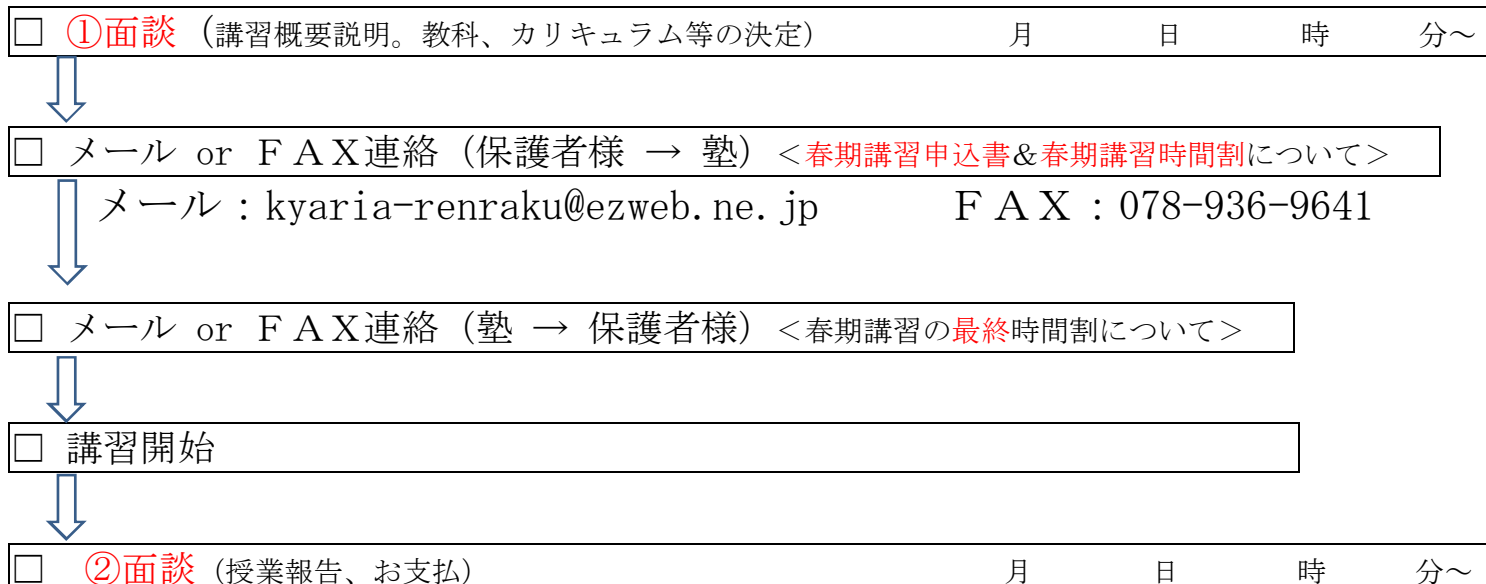 □ ①面談（講習概要説明。教科、カリキュラム等の決定） 月 日 時 分～
□ メール or ＦＡＸ連絡（保護者様 → 塾）＜春期講習申込書&春期講習時間割について＞
メール：kyaria-renraku@ezweb.ne.jp ＦＡＸ：078-936-9641
□ メール or ＦＡＸ連絡（塾 → 保護者様）＜春期講習の最終時間割について＞
□ 講習開始
□ ②面談（授業報告、お支払） 月 日 時 分～